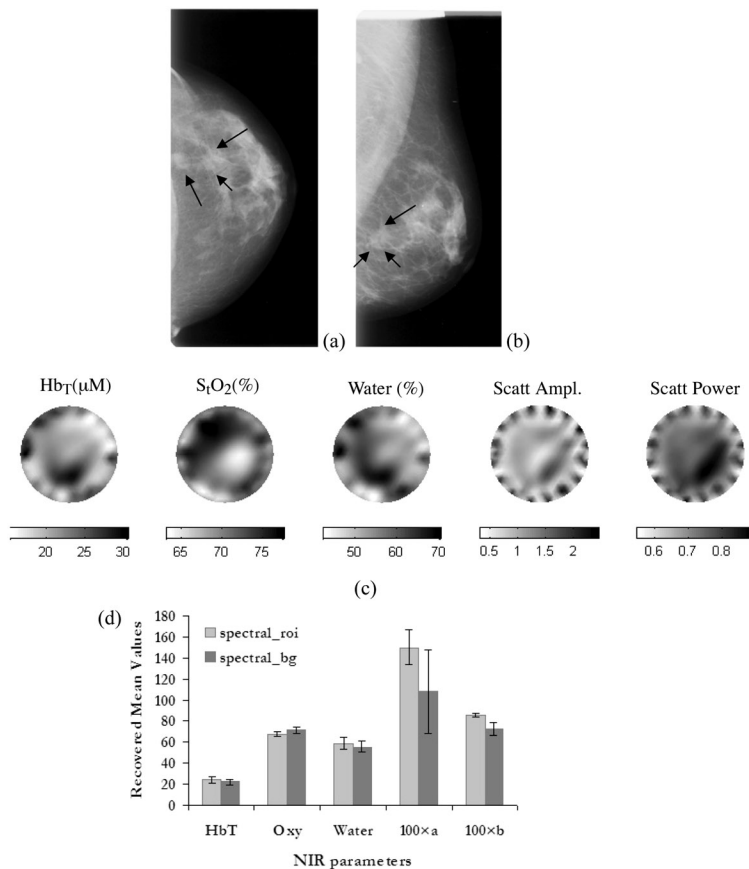 (a)
(b)
Hb_T(μM)
S_tO_2(%)
Water (%)
Scatt Ampl.
Scatt Power
20 25 30
65 70 75
50 60 70
0.5 1 1.5 2
0.6 0.7 0.8
(c)
(d)
180
160
140
120
100
80
60
40
20
0
Recovered Mean Values
spectral_roi
spectral_bg
HbT Oxy Water 100×a 100×b
NIR parameters